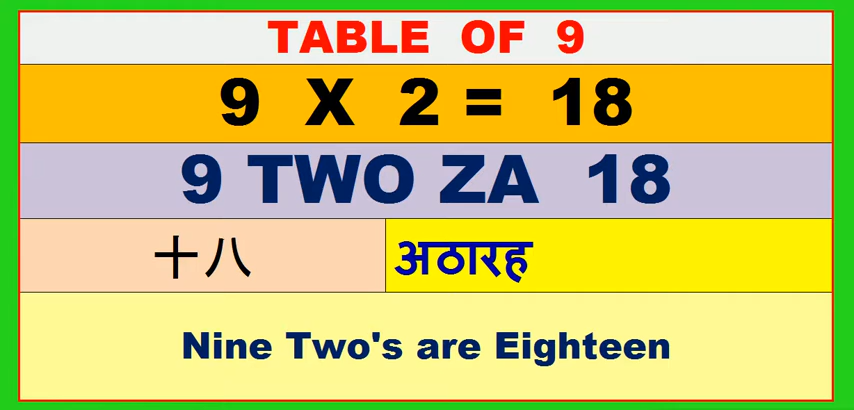 TABLE OF 9
9 X 2 = 18
9 TWO ZA 18
十八 अठारह
Nine Two's are Eighteen